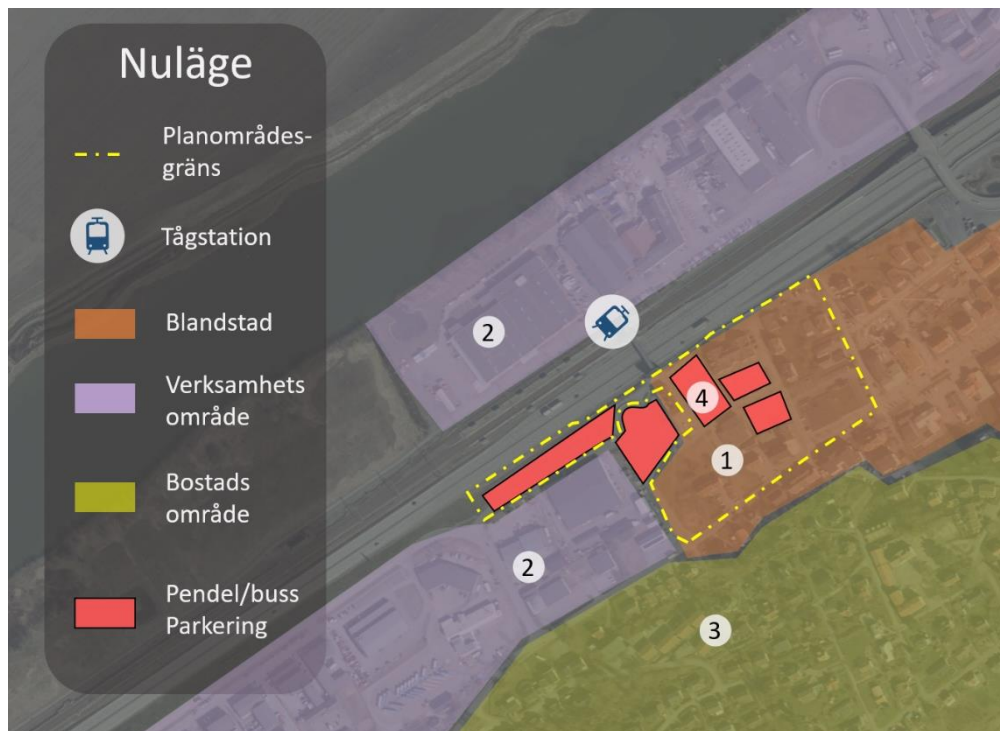 Nuläge
Planområdes-
gräns
Tågstation
Blandstad
Verksamhets
område
Bostads
område
Pendel/buss
Parkering
2
4
1
2
3